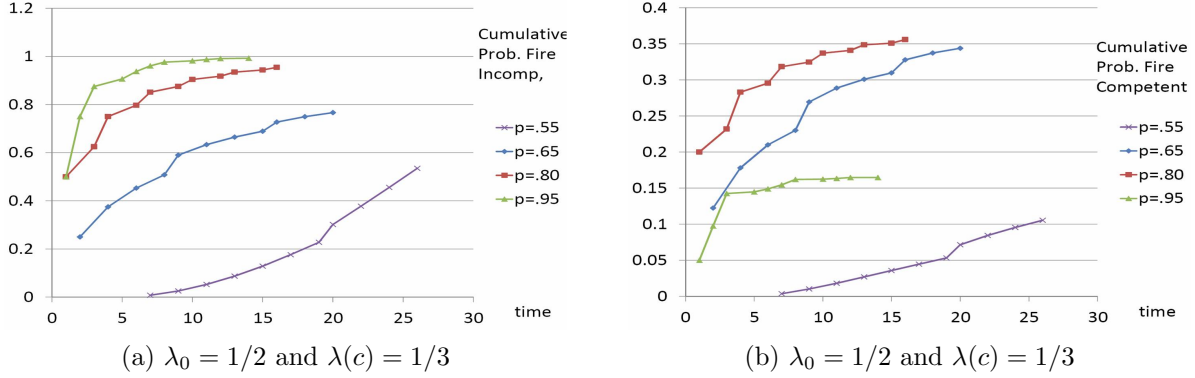 1.2
1
0.8
0.6
0.4
0.2
0
0 5 10 15 20 25 30
time
Cumulative
Prob. Fire
Incomp,
p=.55
p=.65
p=.80
p=.95
(a) λ₀ = 1/2 and λ(c) = 1/3
0.4
0.35
0.3
0.25
0.2
0.15
0.1
0.05
0
0 5 10 15 20 25 30
time
Cumulative
Prob. Fire
Competent
p=.55
p=.65
p=.80
p=.95
(b) λ₀ = 1/2 and λ(c) = 1/3